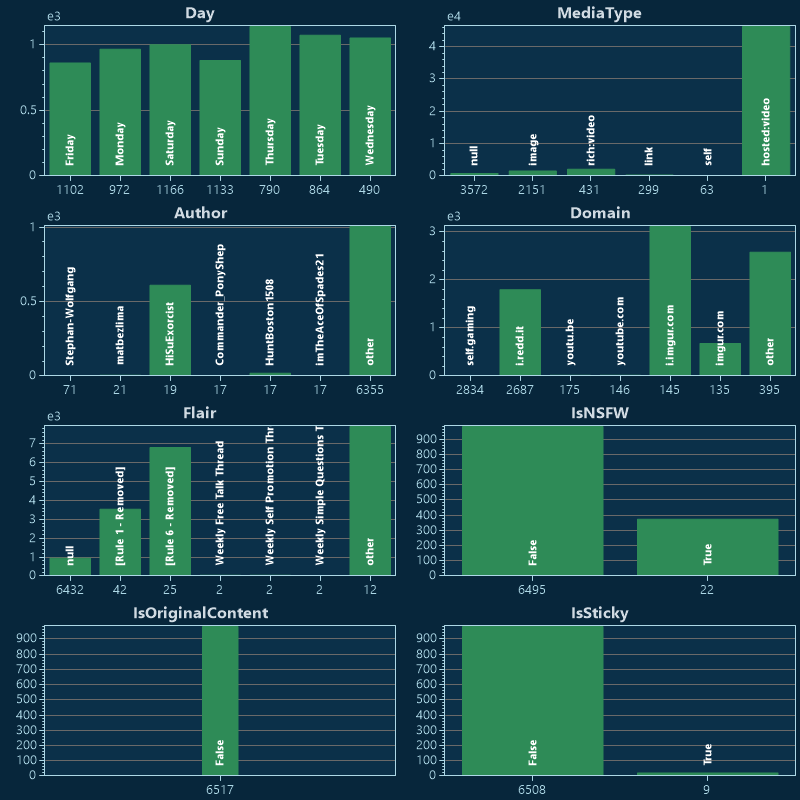 Day
e3
1
0.5
0
Friday
Monday
Saturday
Sunday
Thursday
Tuesday
Wednesday
1102 972 1166 1133 790 864 490
MediaType
e4
4
3
2
1
0
null
image
rich:video
link
self
hosted:video
3572 2151 431 299 63 1
Author
e3
1
0.5
0
Stephan-Wolfgang
matbezlima
HiSuExorcist
Commander_PonyShep
HuntBoston1508
imTheAceOfSpades21
other
71 21 19 17 17 17 6355
Domain
e3
3
2
1
0
self.gaming
i.redd.it
youtu.be
youtube.com
i.imgur.com
imgur.com
other
2834 2687 175 146 145 135 395
Flair
e3
7
6
5
4
3
2
1
0
null
[Rule 1 - Removed]
[Rule 6 - Removed]
Weekly Free Talk Thread
Weekly Self Promotion Thr
Weekly Simple Questions T
other
6432 42 25 2 2 2 12
IsNSFW
900
800
700
600
500
400
300
200
100
0
False
True
6495 22
IsOriginalContent
900
800
700
600
500
400
300
200
100
0
False
6517
IsSticky
900
800
700
600
500
400
300
200
100
0
False
True
6508 9